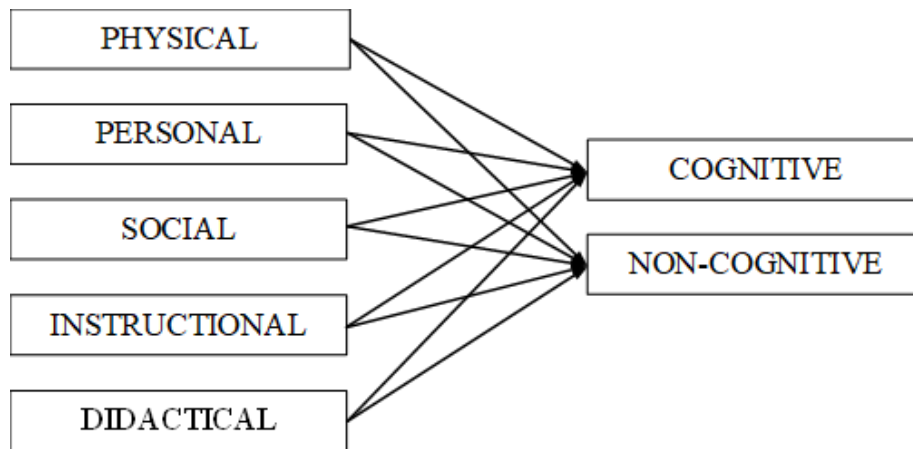 PHYSICAL
PERSONAL
SOCIAL
INSTRUCTIONAL
DIDACTICAL
COGNITIVE
NON-COGNITIVE